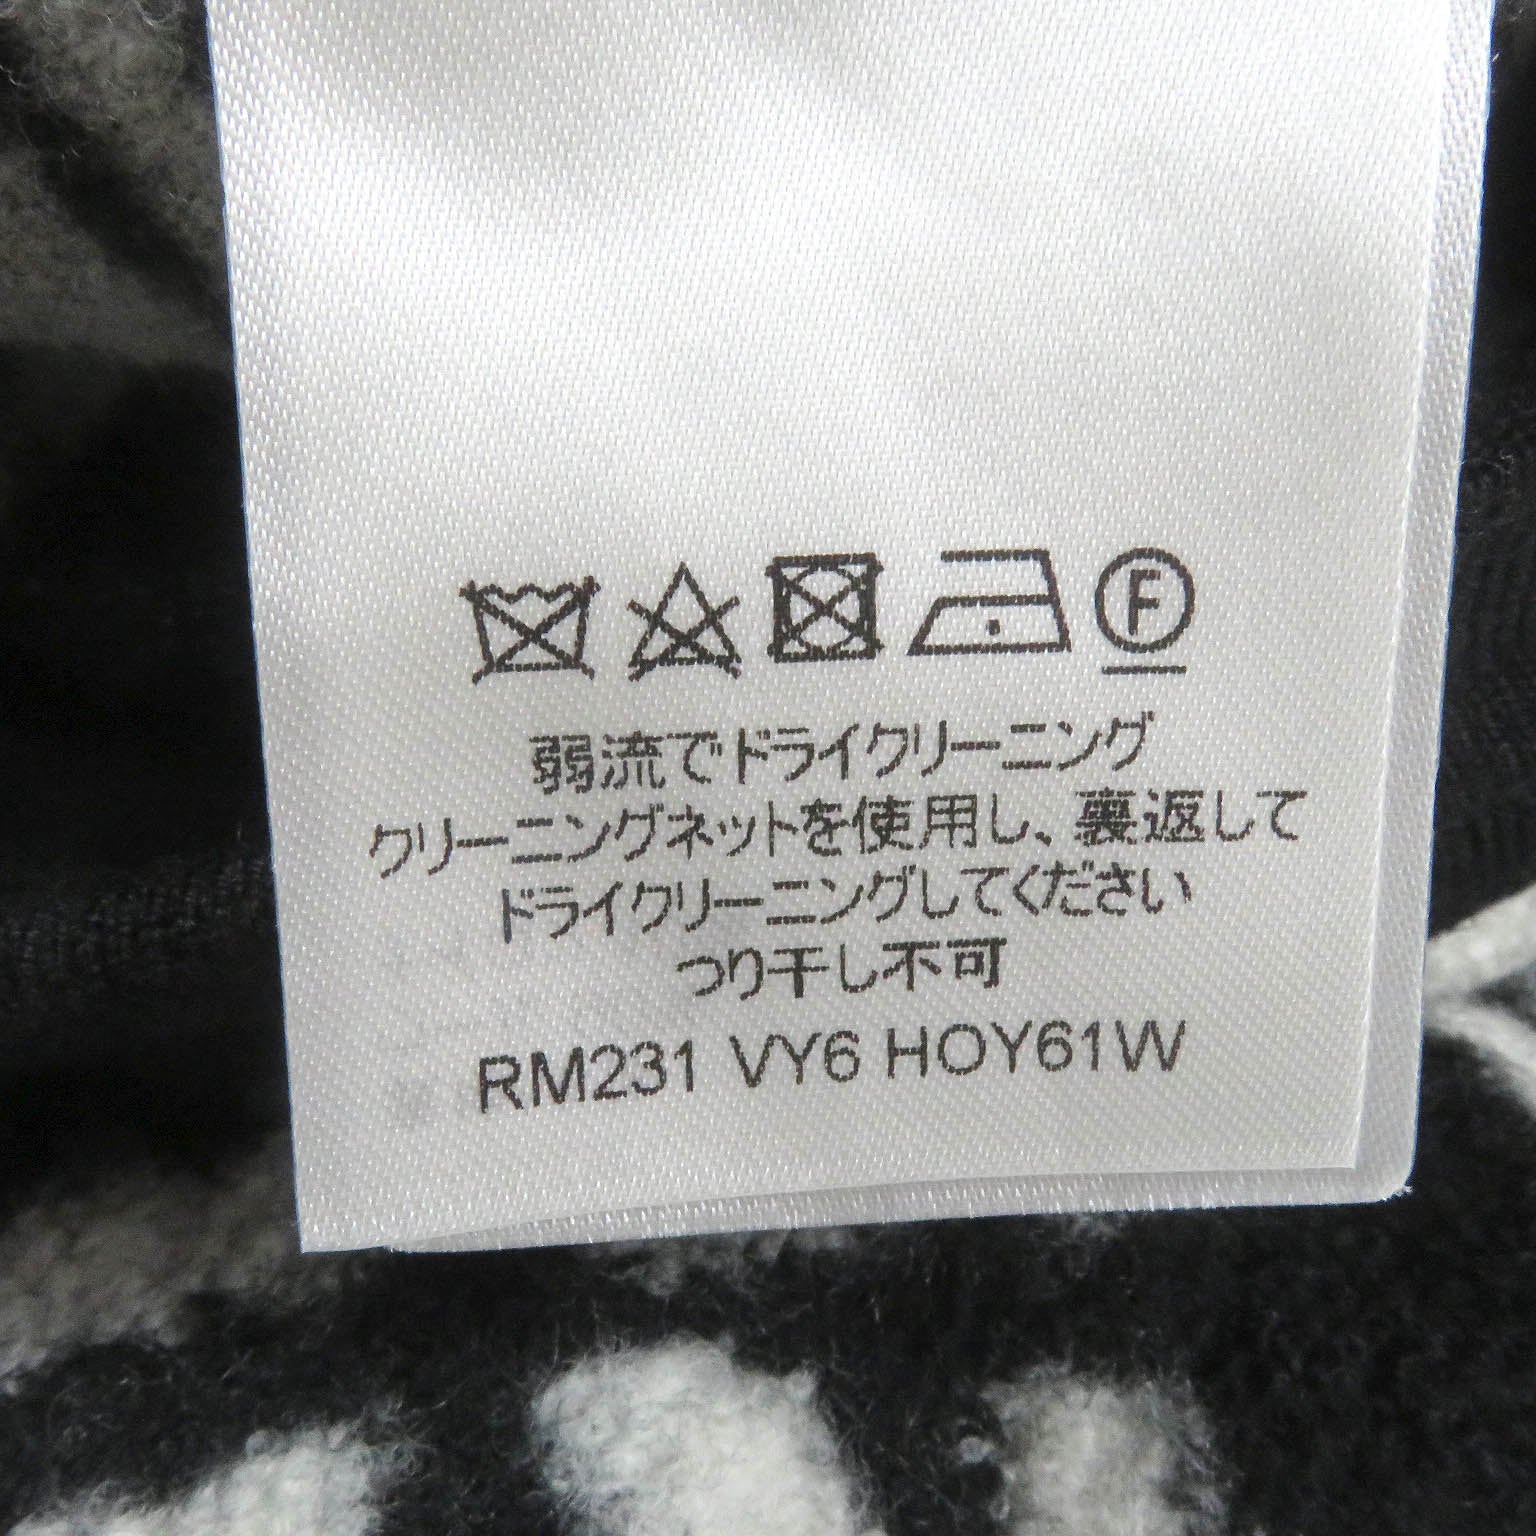 F
弱流でドライクリーニング
クリーニングネットを使用し、裏返して
ドライクリーニングしてください
つり干し不可
RM231 VY6 HOY61W